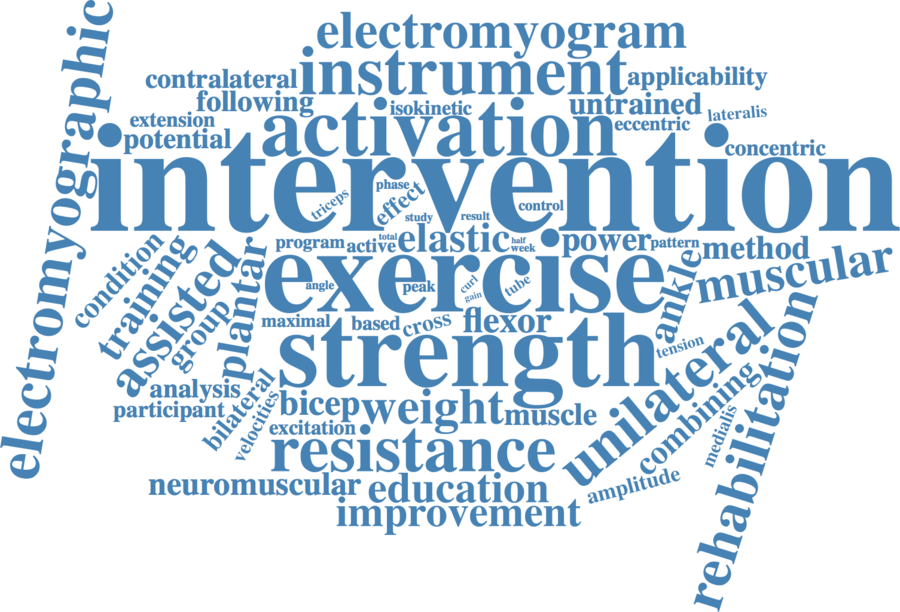 electromyogram
electromyographic
instrument
contralateral
applicability
following
isokinetic
untrained
lateralis
extension
activation
eccentric
potential
concentric
intervention
phase
triceps
effect
study
result
control
program
active
total
elastic
half
week
power
pattern
method
condition
training
assisted
group
plantar
exercise
angle
peak
curl
gain
tube
ankle
muscular
maximal
based
cross
flexor
strength
tension
unilateral
rehabilitation
analysis
participant
bilateral
velocities
bicep
weight
muscle
combining
medialis
excitation
resistance
amplitude
neuromuscular
education
improvement